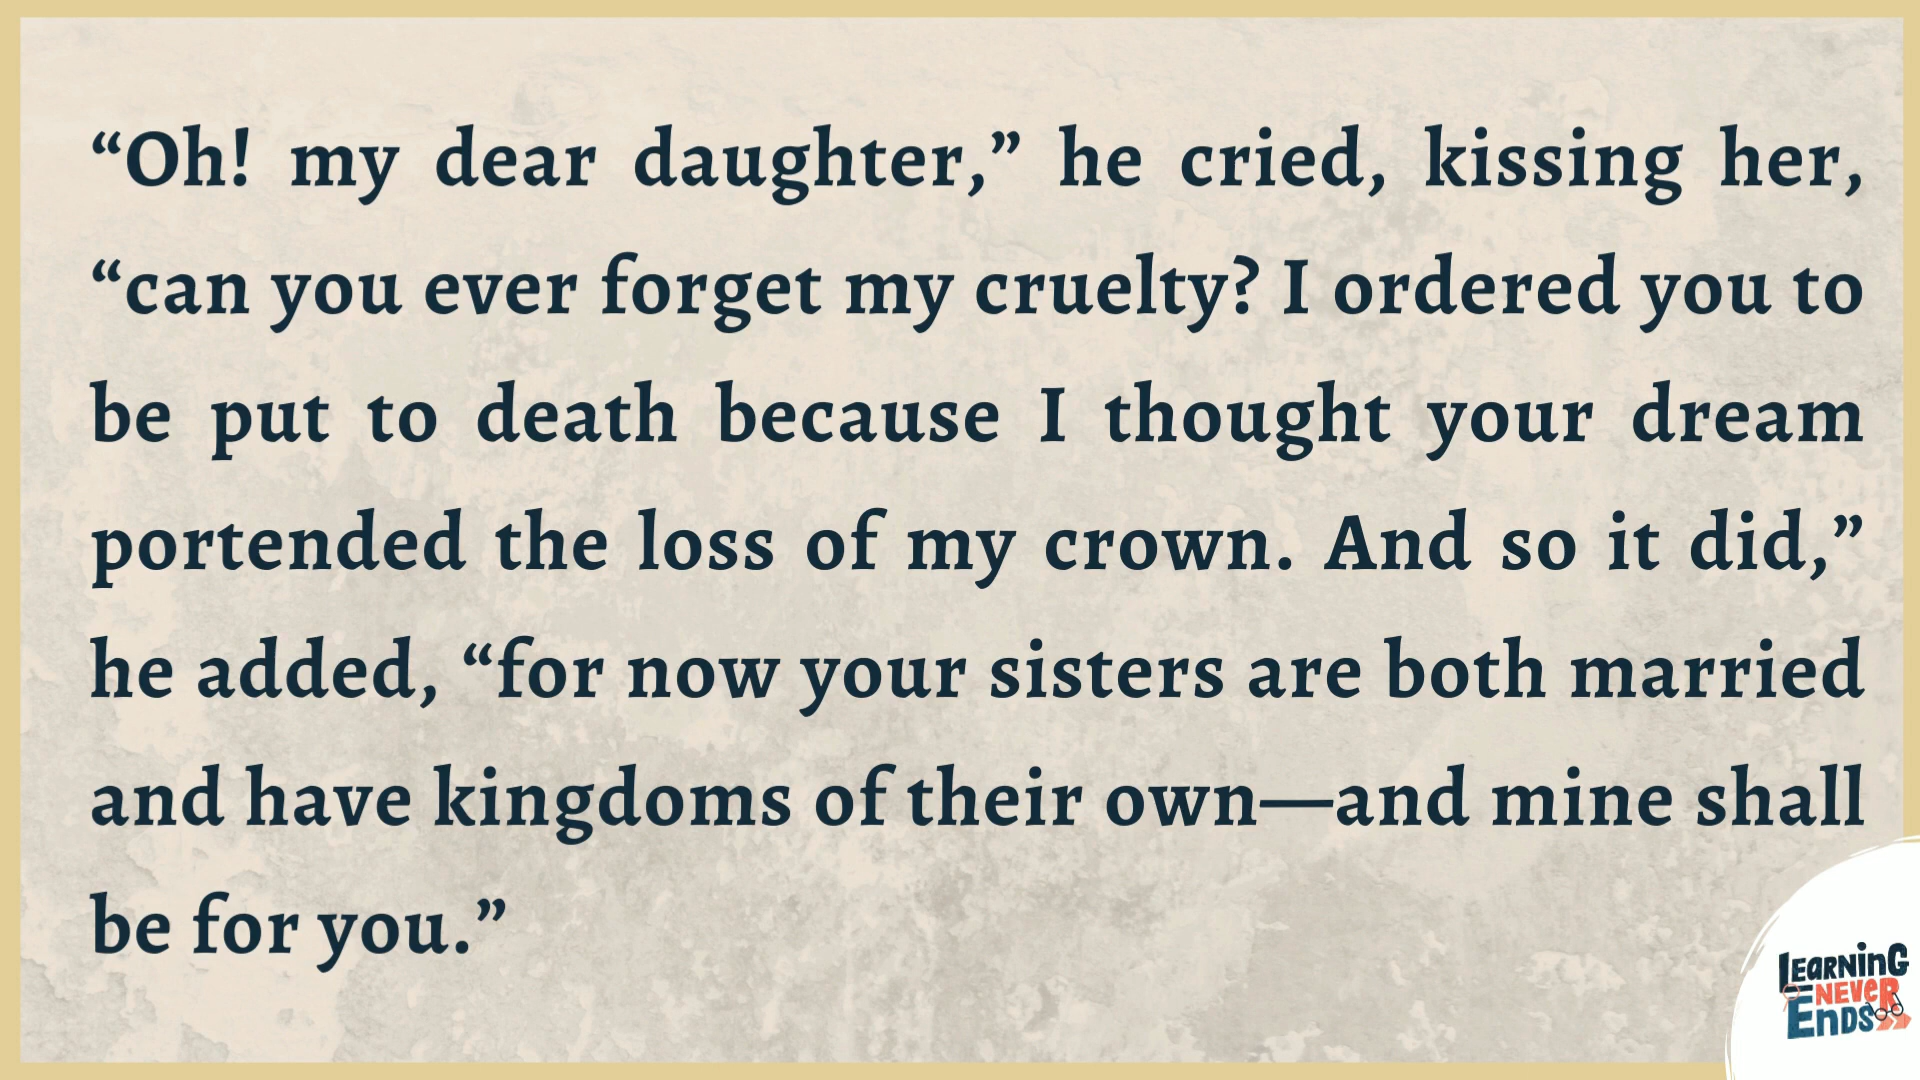 “Oh! my dear daughter,” he cried, kissing her,
“can you ever forget my cruelty? I ordered you to
be put to death because I thought your dream
portended the loss of my crown. And so it did,”
he added, “for now your sisters are both married
and have kingdoms of their own—and mine shall
be for you.”
LEARNinG
NEVER
EnDS